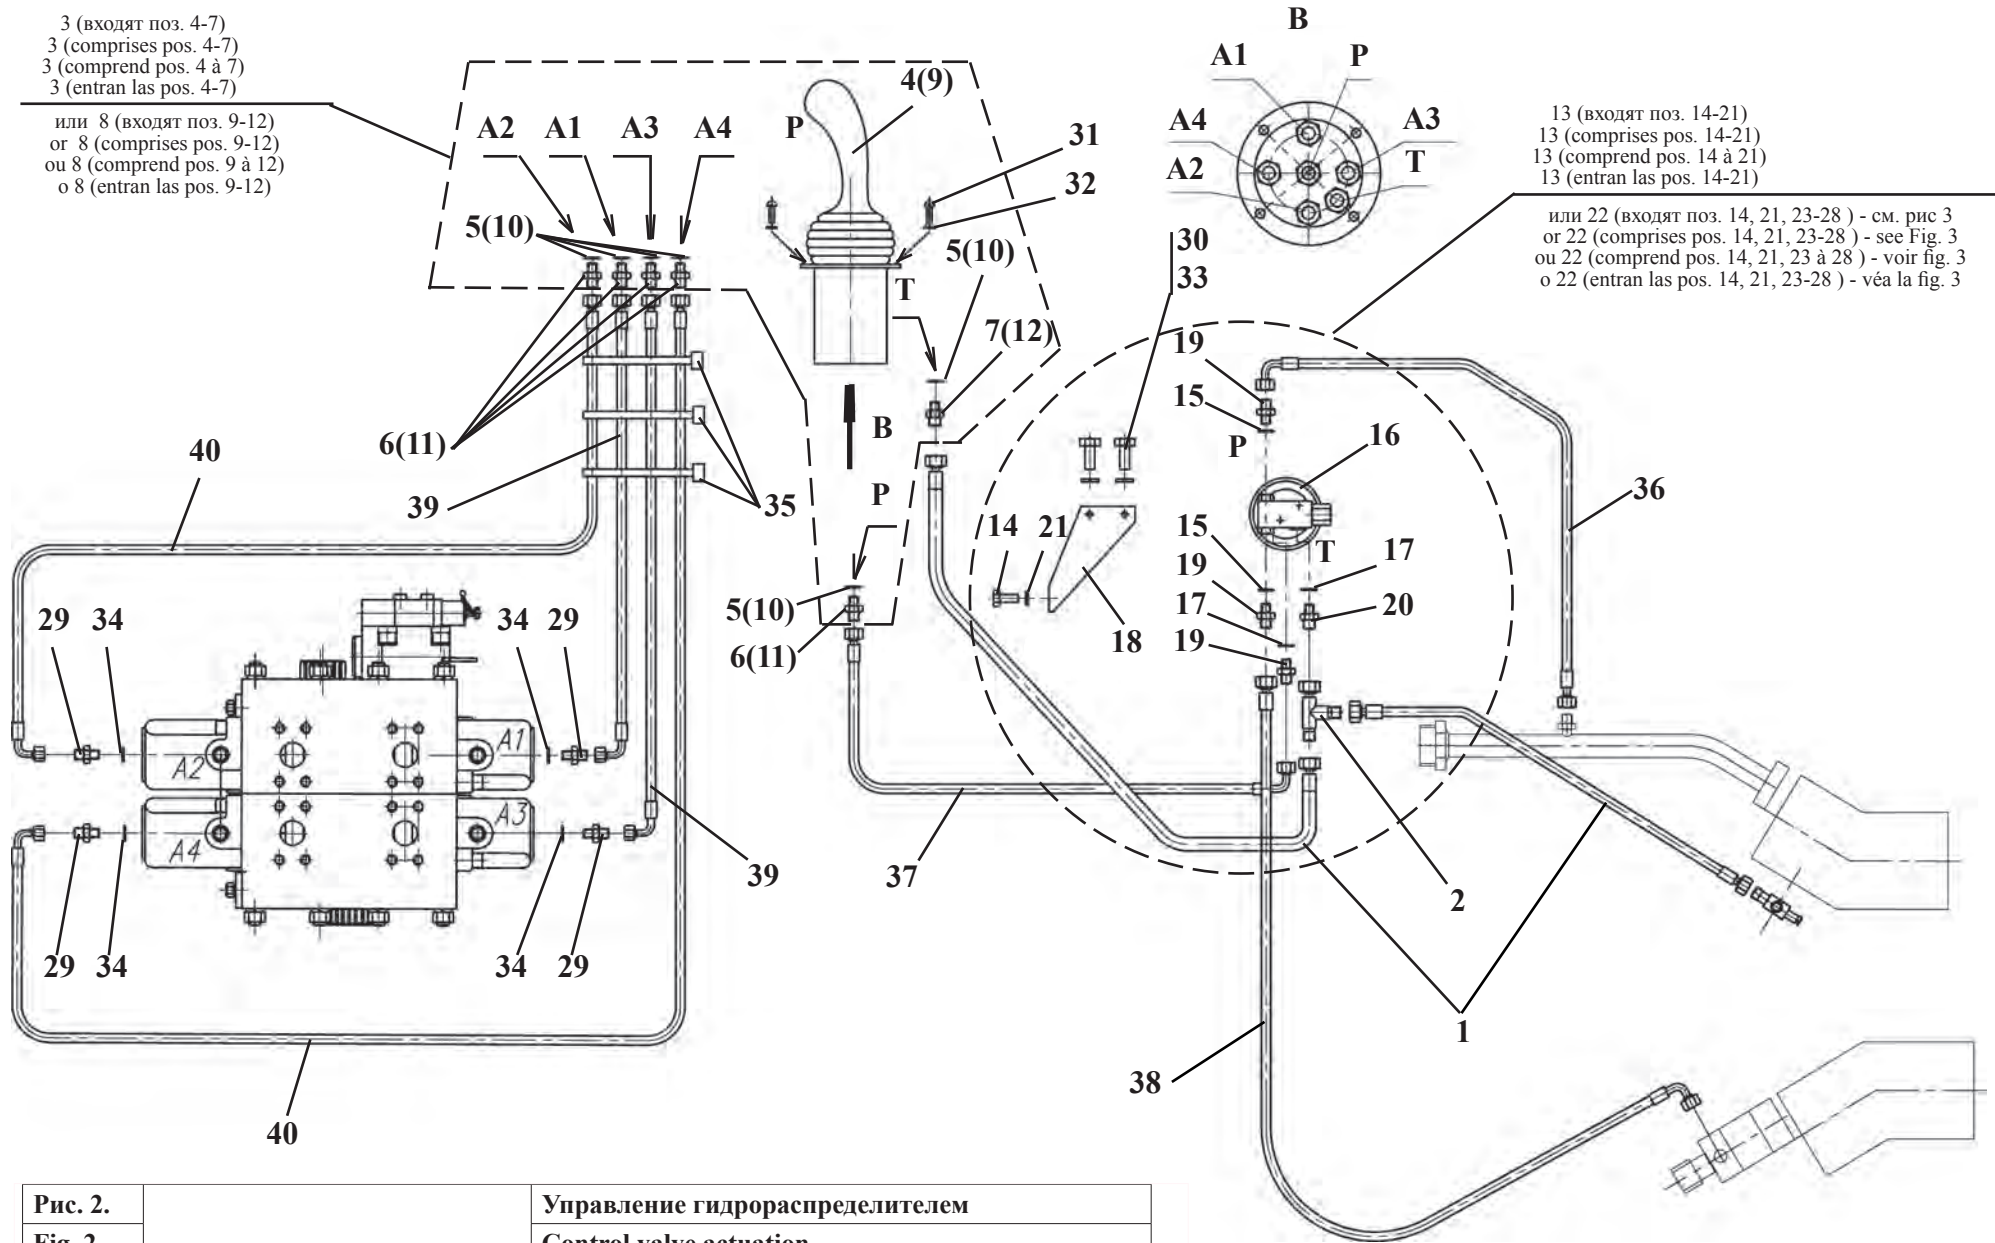 3 (входят поз. 4-7)
3 (comprises pos. 4-7)
3 (comprend pos. 4 à 7)
3 (entran las pos. 4-7)
или 8 (входят поз. 9-12)
or 8 (comprises pos. 9-12)
ou 8 (comprend pos. 9 à 12)
o 8 (entran las pos. 9-12)
B
A1 P
A4 A3
A2 T
13 (входят поз. 14-21)
13 (comprises pos. 14-21)
13 (comprend pos. 14 à 21)
13 (entran las pos. 14-21)
или 22 (входят поз. 14, 21, 23-28 ) - см. рис 3
or 22 (comprises pos. 14, 21, 23-28 ) - see Fig. 3
ou 22 (comprend pos. 14, 21, 23 à 28 ) - voir fig. 3
o 22 (entran las pos. 14, 21, 23-28 ) - véa la fig. 3
4(9)
A2 A1 A3 A4 P 31
32
5(10) 5(10) 30
33
T
7(12) 19
15
P 16
6(11) B
40 39 35 P 36
14 21 15 T 17
19
5(10) 17 20
29 34 34 29 18
6(11) 19
A2 A1
A4 A3
39 37 2
29 34 34 29
1
38
40
Рис. 2. Управление гидрораспределителем
Fig. 2. Control valve actuation